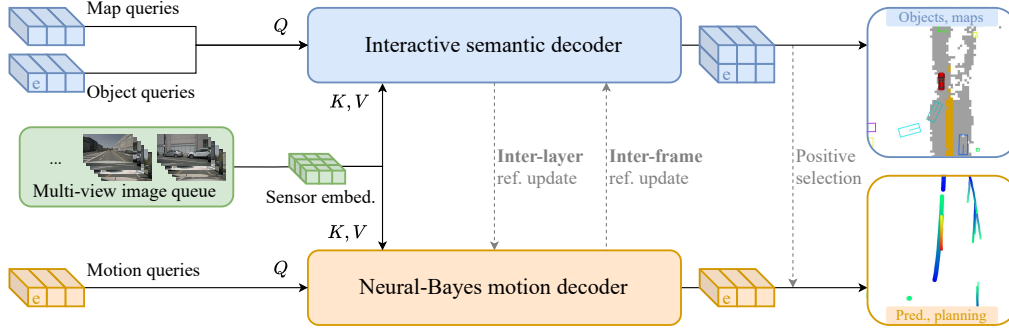 Map queries
e
Object queries
Q
Interactive semantic decoder
Objects, maps
K, V
...
Multi-view image queue
Sensor embed.
Inter-layer
ref. update
Inter-frame
ref. update
Positive
selection
K, V
Motion queries
e
Q
Neural-Bayes motion decoder
e
e
Pred., planning